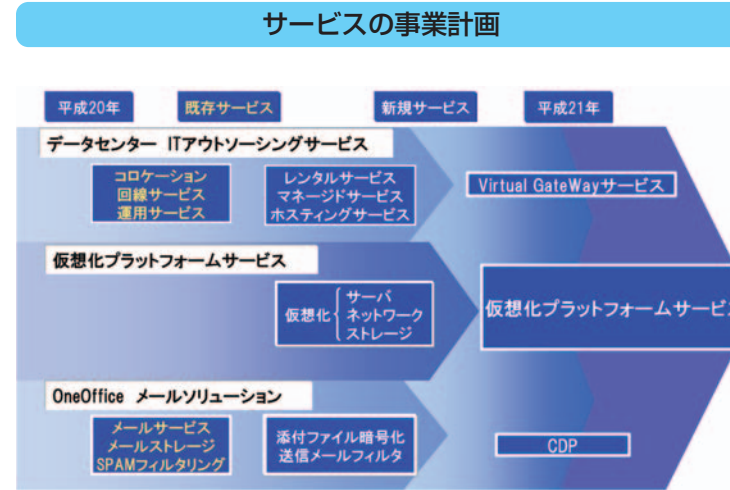 サービスの事業計画
平成20年 既存サービス 新規サービス 平成21年
データセンター ITアウトソーシングサービス
コロケーション
回線サービス
運用サービス
レンタルサービス
マネージドサービス
ホスティングサービス
Virtual GateWayサービス
仮想化プラットフォームサービス
仮想化
サーバ
ネットワーク
ストレージ
仮想化プラットフォームサービス
OneOffice メールソリューション
メールサービス
メールストレージ
SPAMフィルタリング
添付ファイル暗号化
送信メールフィルタ
CDP